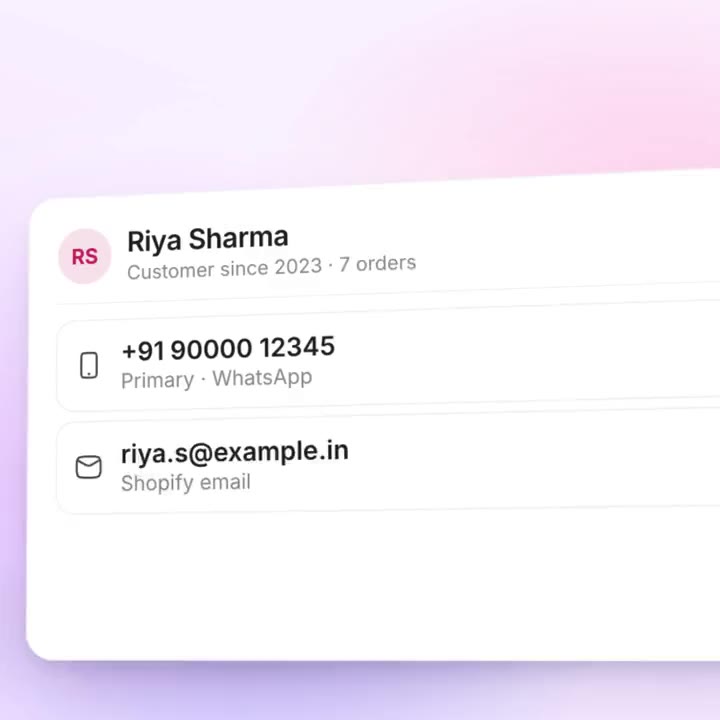 RS
Riya Sharma
Customer since 2023 · 7 orders
+91 90000 12345
Primary · WhatsApp
riya.s@example.in
Shopify email